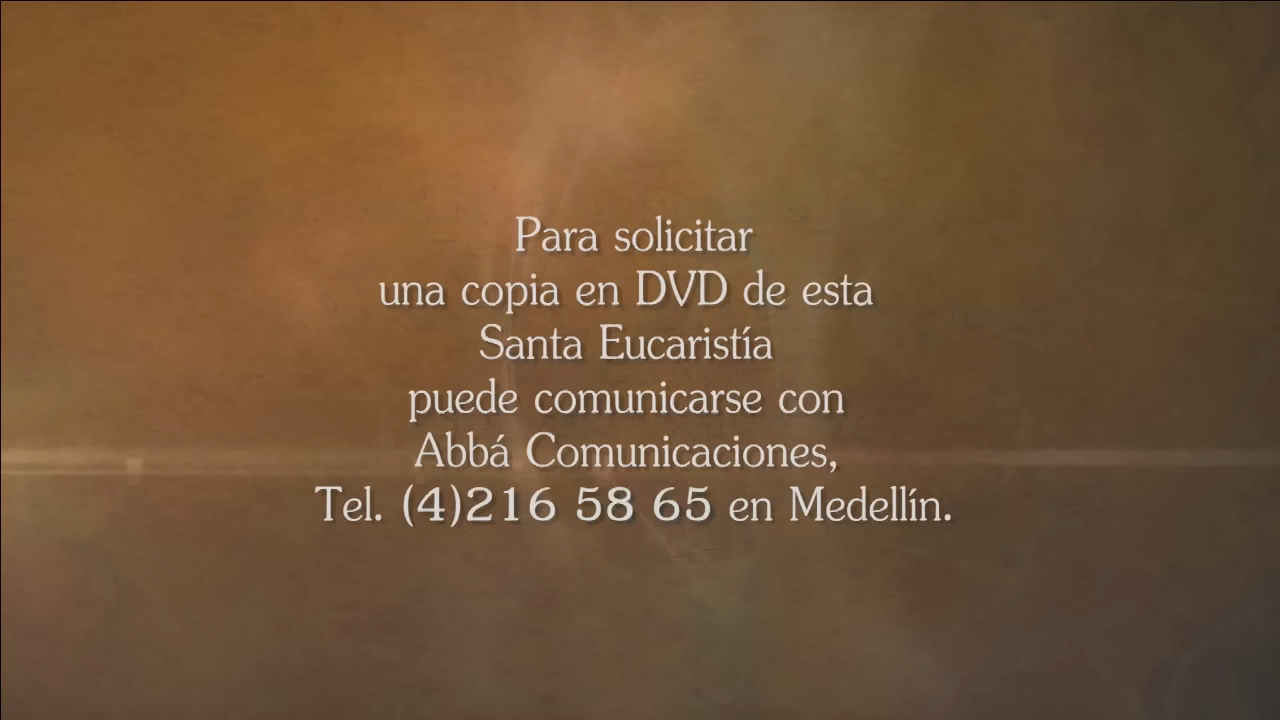 Para solicitar
una copia en DVD de esta
Santa Eucaristía
puede comunicarse con
Abbá Comunicaciones,
Tel. (4)216 58 65 en Medellín.